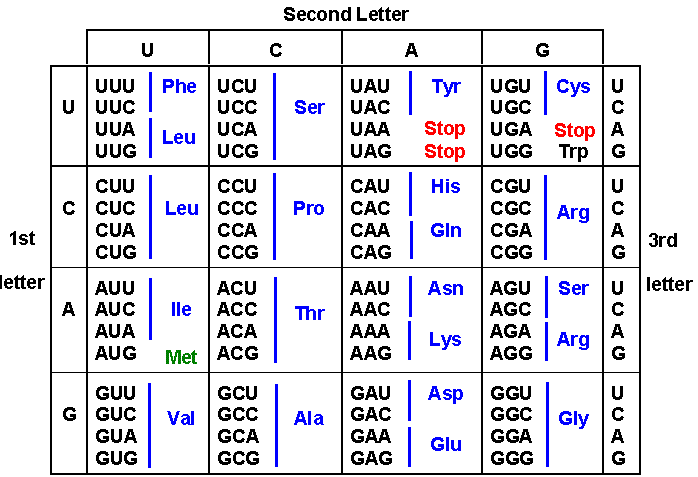 Second Letter
U C A G
UUU Phe UCU UAU Tyr UGU Cys U
UUC UCC Ser UAC UGC C
U UUA Leu UCA UAA Stop UGA Stop A
UUG UCG UAG Stop UGG Trp G
CUU CCU CAU His CGU U
CUC Leu CCC Pro CAC CGC Arg C
C CUA CCA CAA Gln CGA A
CUG CCG CAG CGG G
1st 3rd
letter letter
AUU ACU AAU Asn AGU Ser U
A AUC Ile ACC Thr AAC AGC C
AUA ACA AAA Lys AGA Arg A
AUG Met ACG AAG AGG G
GUU GCU GAU Asp GGU U
G GUC Val GCC Ala GAC GGC Gly C
GUA GCA GAA Glu GGA A
GUG GCG GAG GGG G